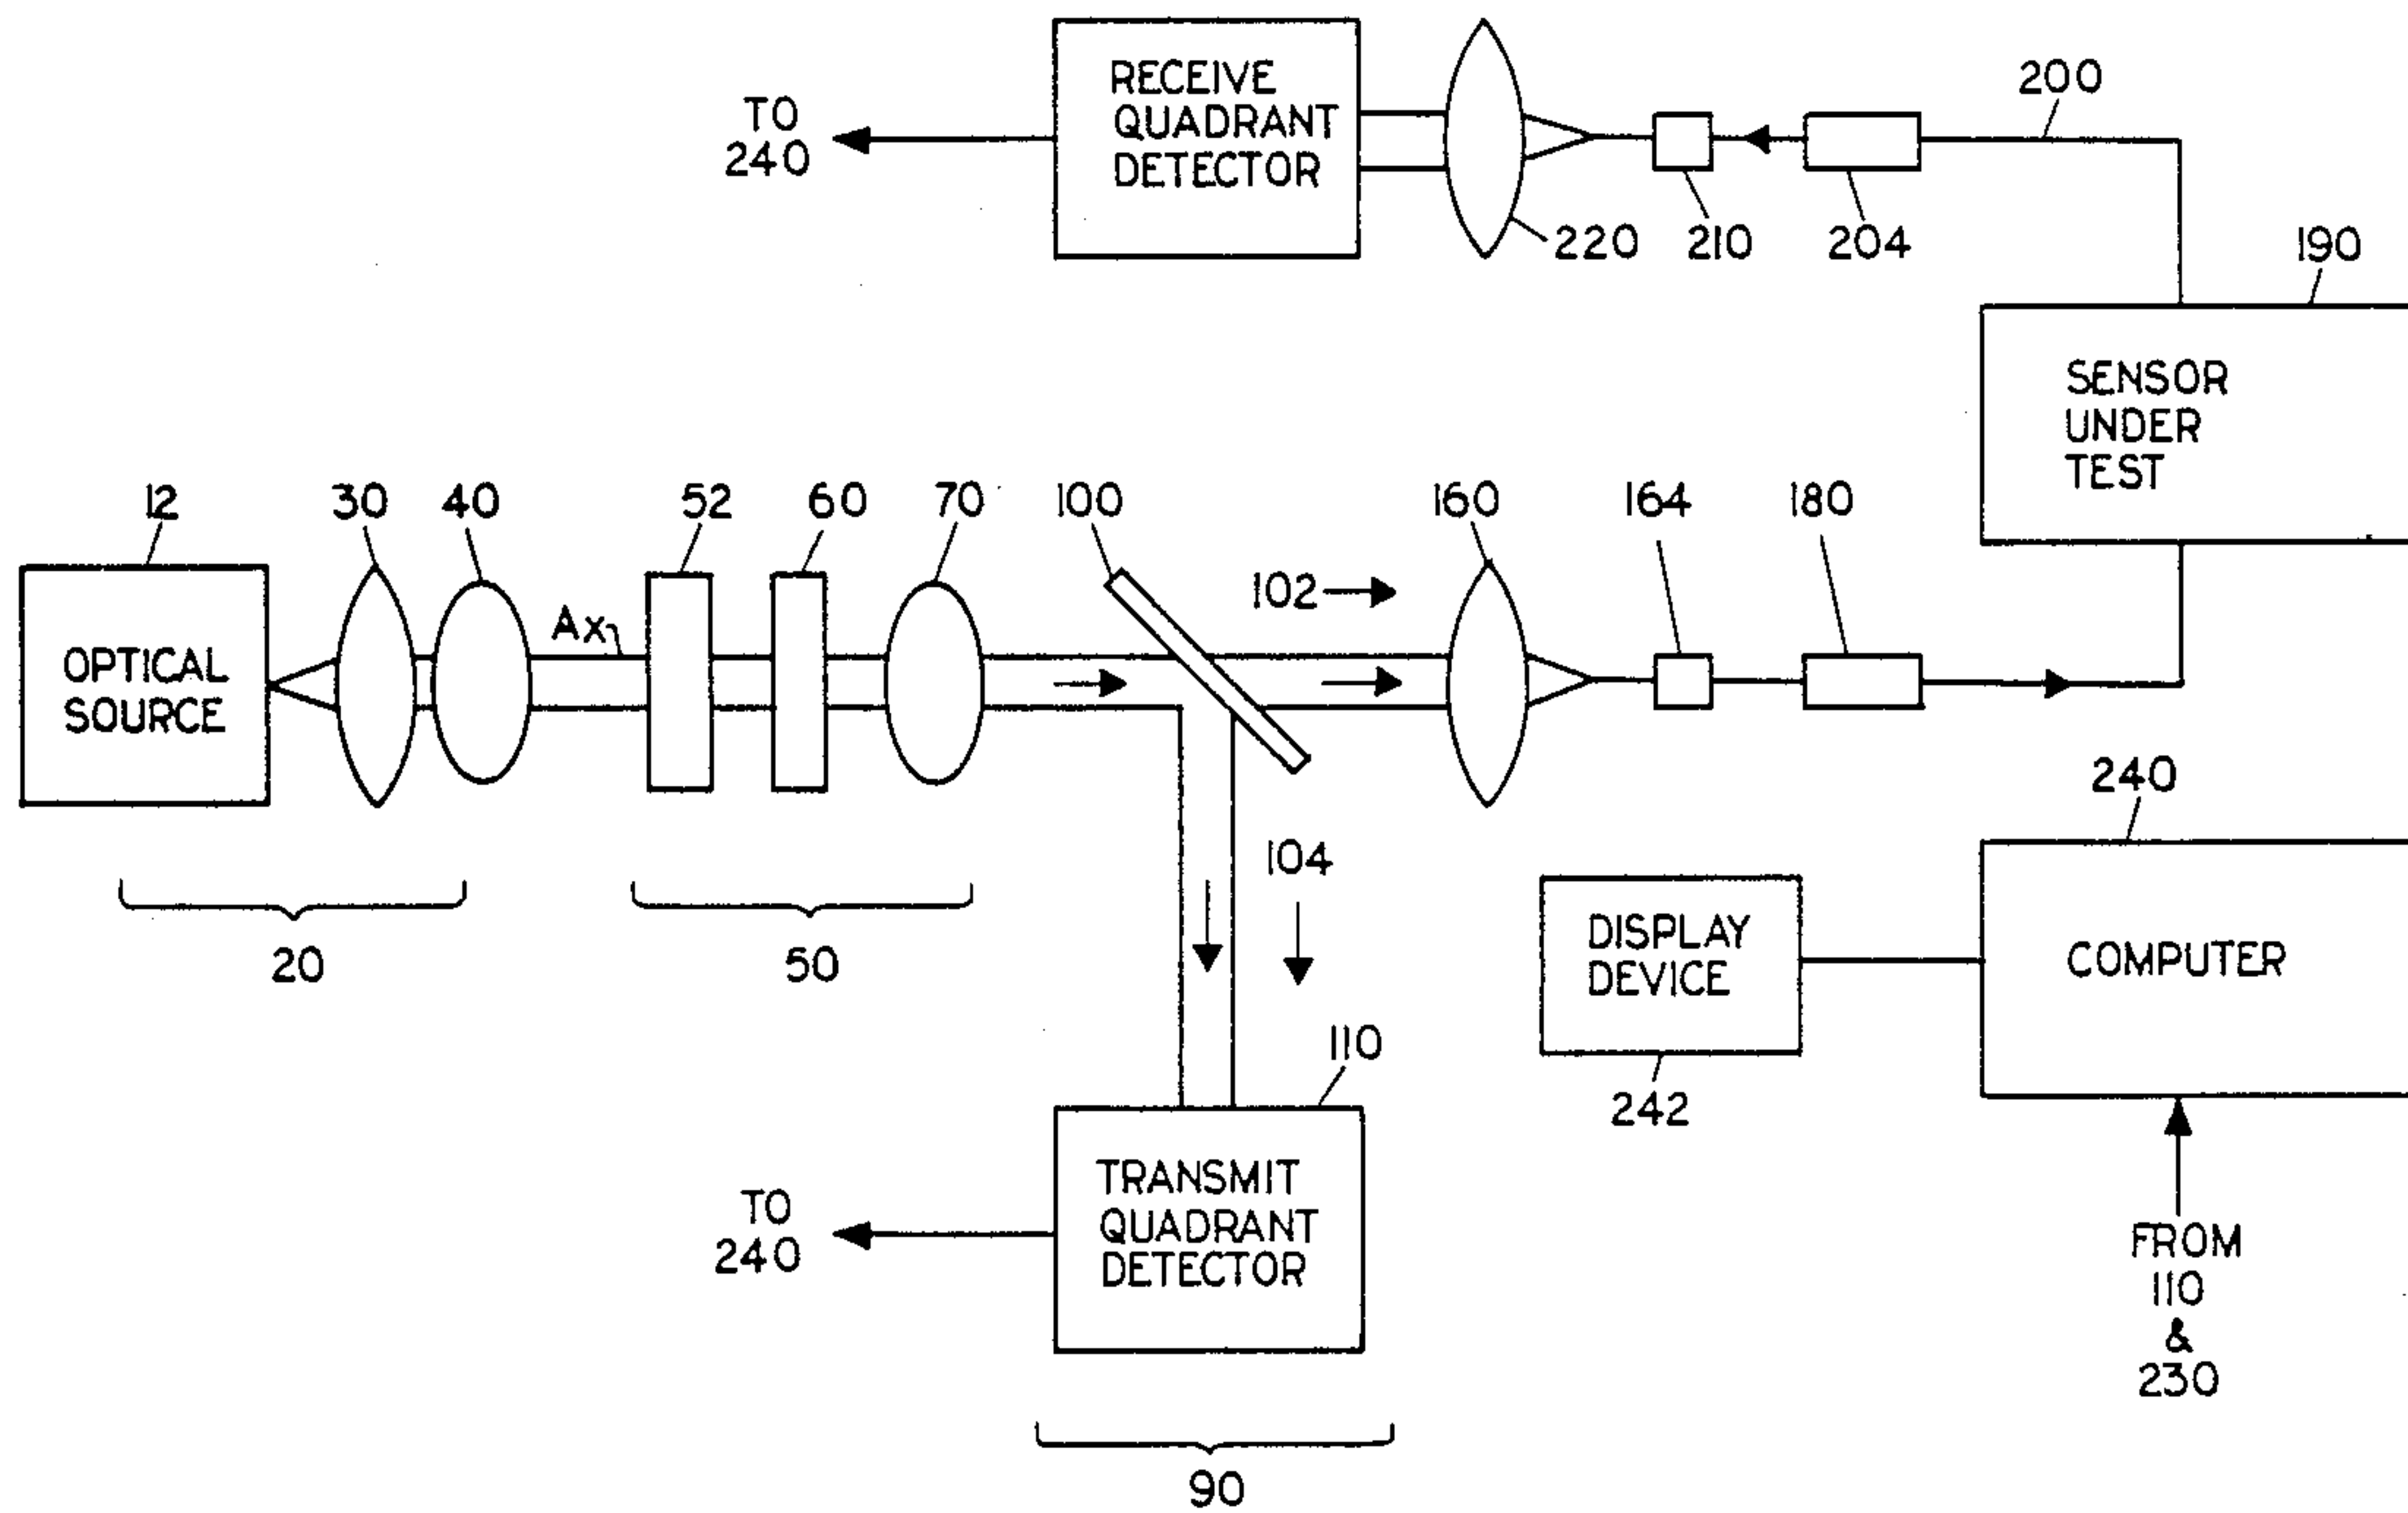 RECEIVE
QUADRANT
DETECTOR
TO
240
200
220
210
204
190
SENSOR
UNDER
TEST
12
30
40
52
60
70
100
160
164
180
102
Ax
OPTICAL
SOURCE
240
104
20
50
DISPLAY
DEVICE
COMPUTER
110
242
TRANSMIT
QUADRANT
DETECTOR
TO
240
FROM
110
&
230
90